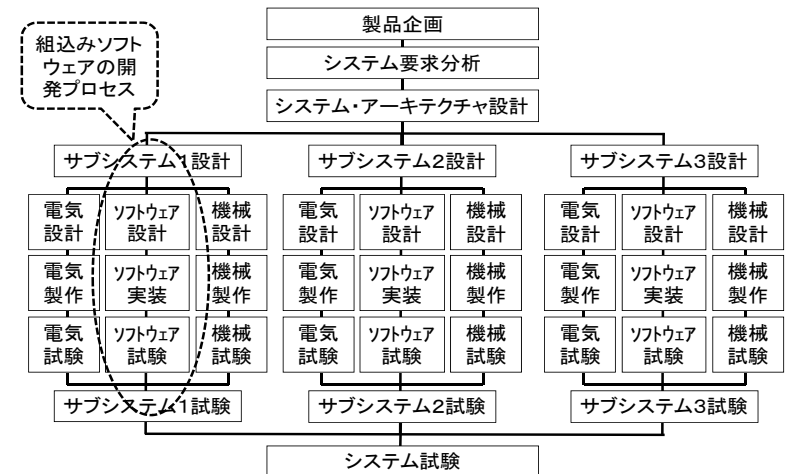 組込みソフト
ウェアの開
発プロセス
製品企画
システム要求分析
システム・アーキテクチャ設計
サブシステム1設計
サブシステム2設計
サブシステム3設計
電気
設計
ソフトウェア
設計
機械
設計
電気
設計
ソフトウェア
設計
機械
設計
電気
設計
ソフトウェア
設計
機械
設計
電気
製作
ソフトウェア
実装
機械
製作
電気
製作
ソフトウェア
実装
機械
製作
電気
製作
ソフトウェア
実装
機械
製作
電気
試験
ソフトウェア
試験
機械
試験
電気
試験
ソフトウェア
試験
機械
試験
電気
試験
ソフトウェア
試験
機械
試験
サブシステム1試験
サブシステム2試験
サブシステム3試験
システム試験